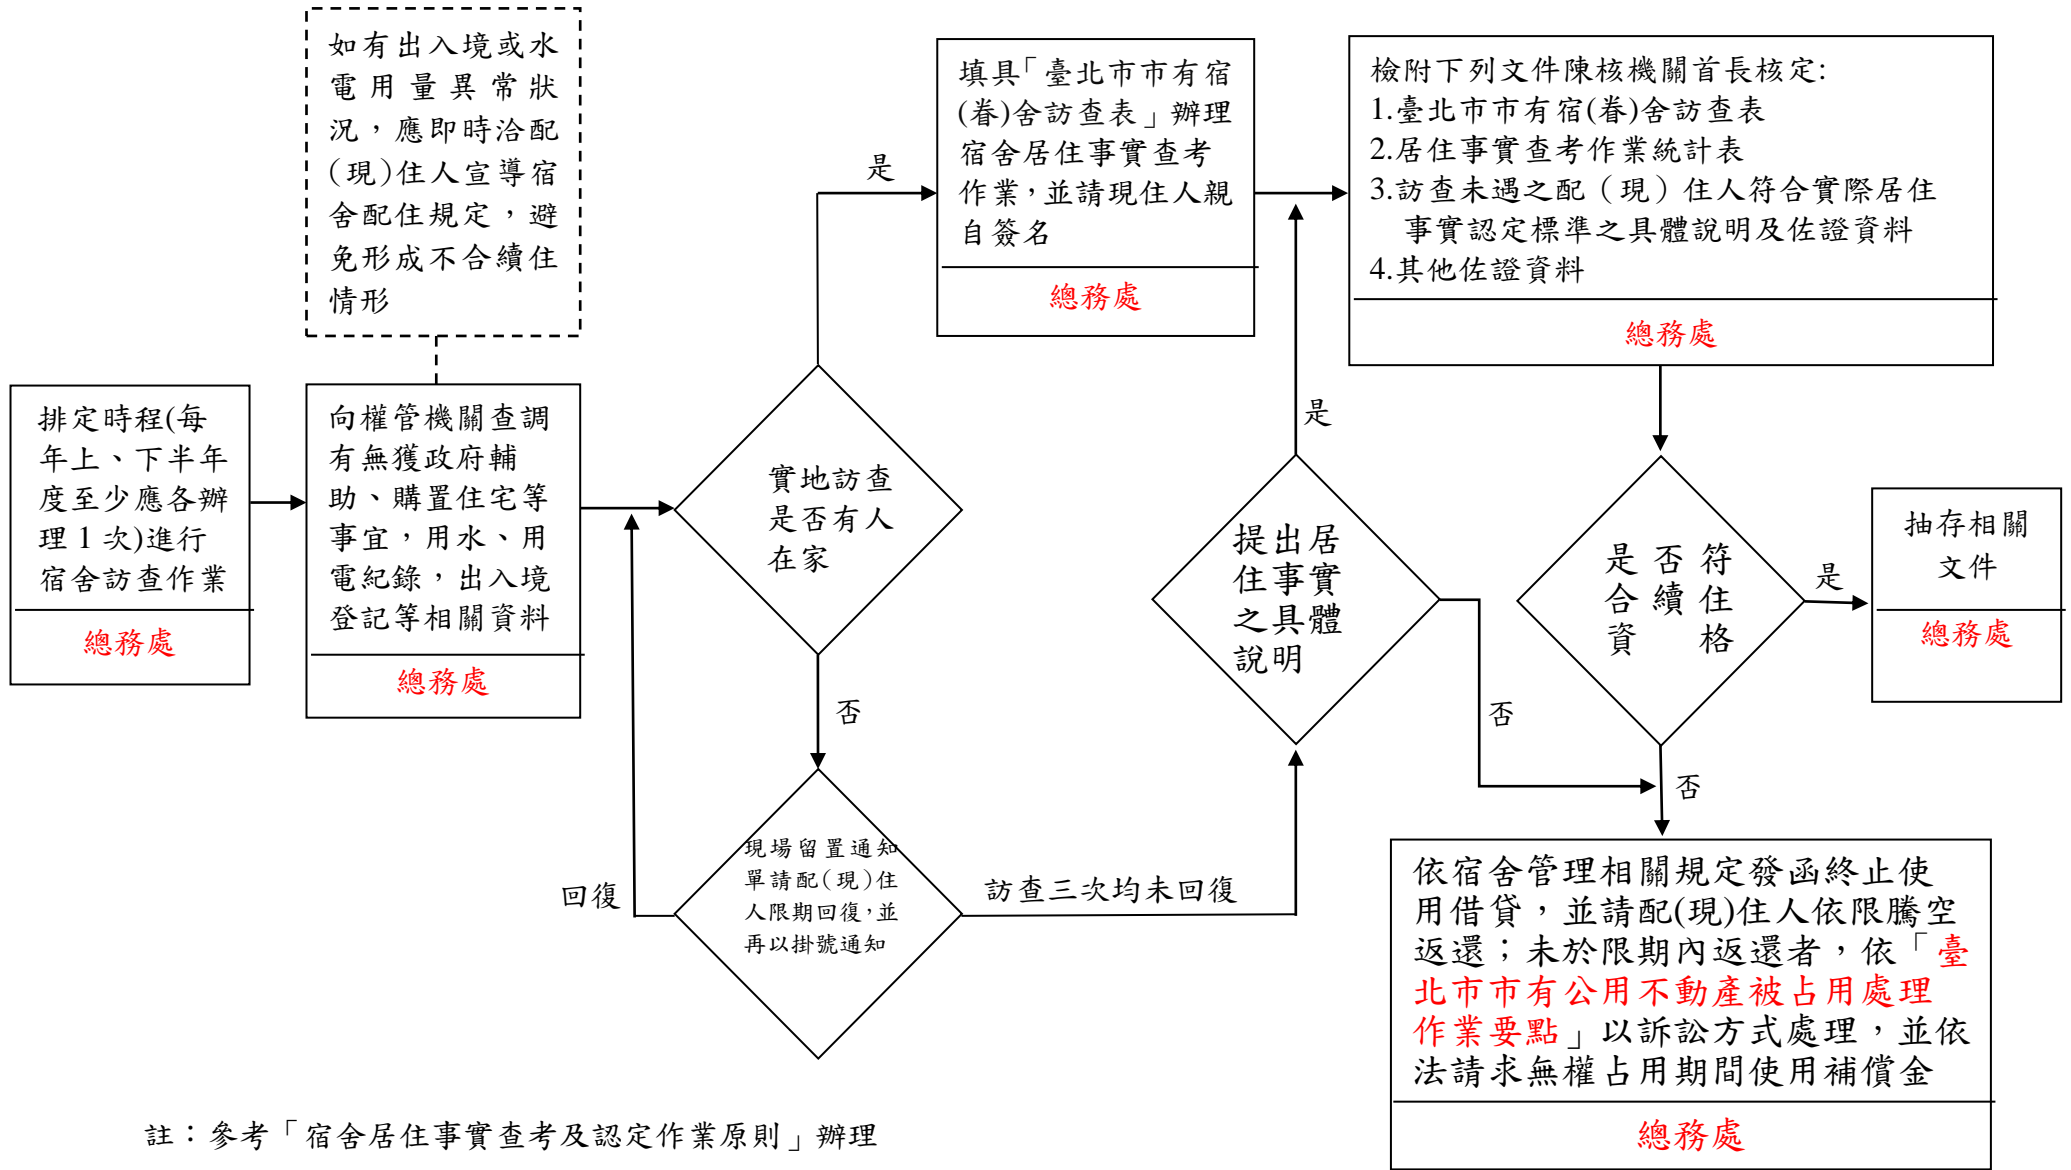 如有出入境或水
電用量異常狀
況，應即時洽配
(現)住人宣導宿
舍配住規定，避
免形成不合續住
情形
排定時程(每
年上、下半年
度至少應各辦
理 1 次)進行
宿舍訪查作業
總務處
向權管機關查調
有無獲政府輔
助、購置住宅等
事宜，用水、用
電紀錄，出入境
登記等相關資料
總務處
實地訪查
是否有人
在家
是
否
現場留置通知
單請配(現)住
人限期回復，並
再以掛號通知
回復
訪查三次均未回復
填具「臺北市市有宿
(眷)舍訪查表」辦理
宿舍居住事實查考
作業，並請現住人親
自簽名
總務處
提出居
住事實
之具體
說明
是
否
檢附下列文件陳核機關首長核定:
1.臺北市市有宿(眷)舍訪查表
2.居住事實查考作業統計表
3.訪查未遇之配（現）住人符合實際居住
事實認定標準之具體說明及佐證資料
4.其他佐證資料
總務處
是否符
合續住
資格
是
否
抽存相關
文件
總務處
依宿舍管理相關規定發函終止使
用借貸，並請配(現)住人依限騰空
返還；未於限期內返還者，依「臺
北市市有公用不動產被占用處理
作業要點」以訴訟方式處理，並依
法請求無權占用期間使用補償金
總務處
註：參考「宿舍居住事實查考及認定作業原則」辦理